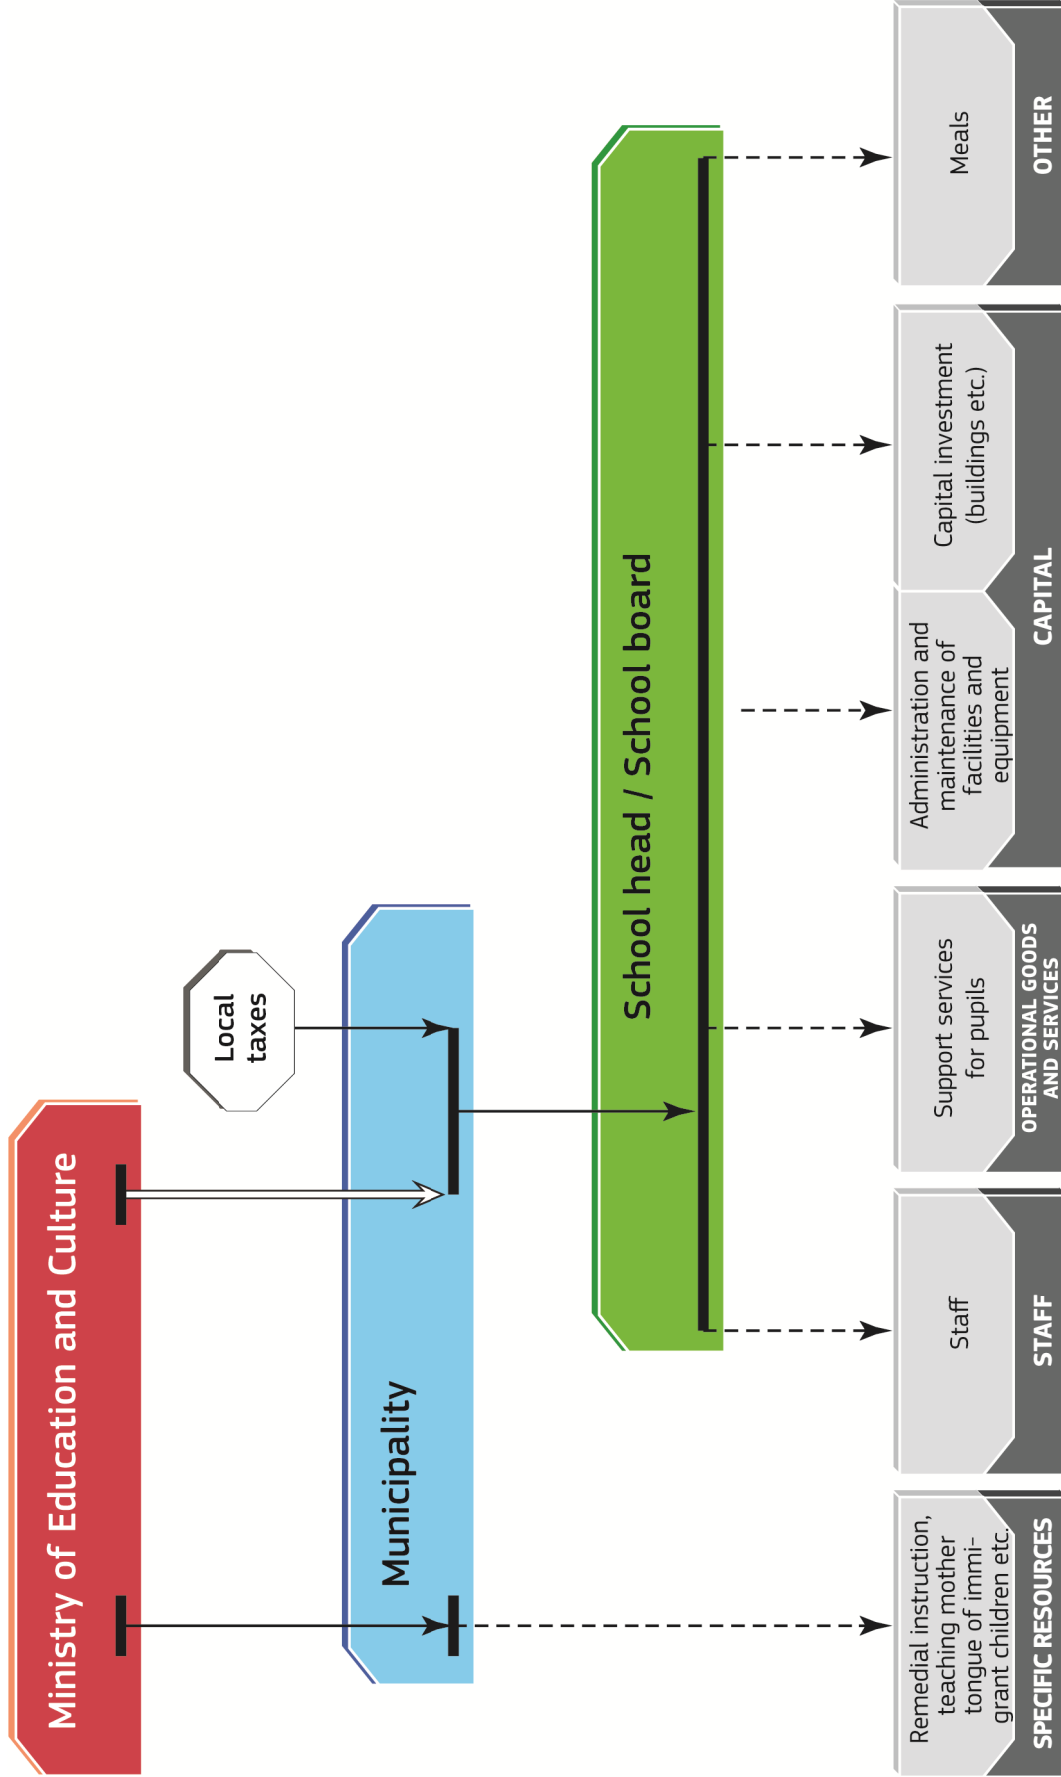 Ministry of Education and Culture
Local
taxes
Municipality
School head / School board
Remedial instruction,
teaching mother
tongue of immi-
grant children etc.
Staff
Support services
for pupils
Administration and
maintenance of
facilities and
equipment
Capital investment
(buildings etc.)
Meals
SPECIFIC RESOURCES
STAFF
OPERATIONAL GOODS
AND SERVICES
CAPITAL
OTHER